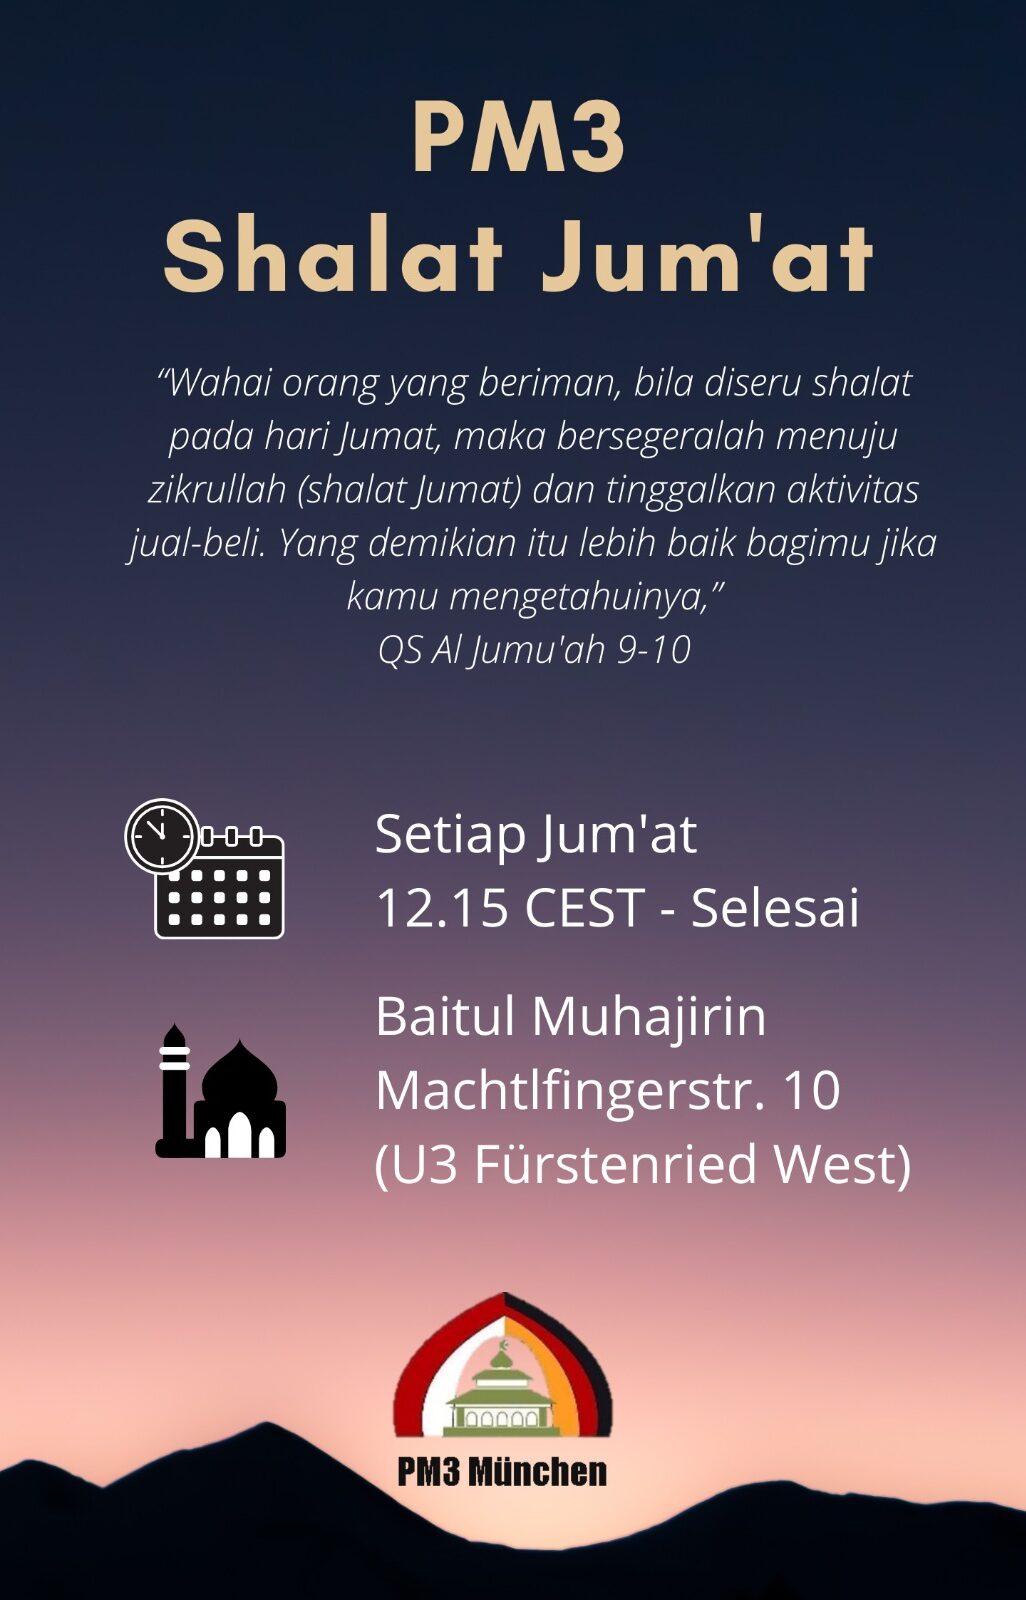 PM3
Shalat Jum'at
“Wahai orang yang beriman, bila diseru shalat
pada hari Jumat, maka bersegeralah menuju
zikrullah (shalat Jumat) dan tinggalkan aktivitas
jual-beli. Yang demikian itu lebih baik bagimu jika
kamu mengetahuinya,”
QS Al Jumu'ah 9-10
Setiap Jum'at
12.15 CEST - Selesai
Baitul Muhajirin
Machtlfingerstr. 10
(U3 Fürstenried West)
PM3 München